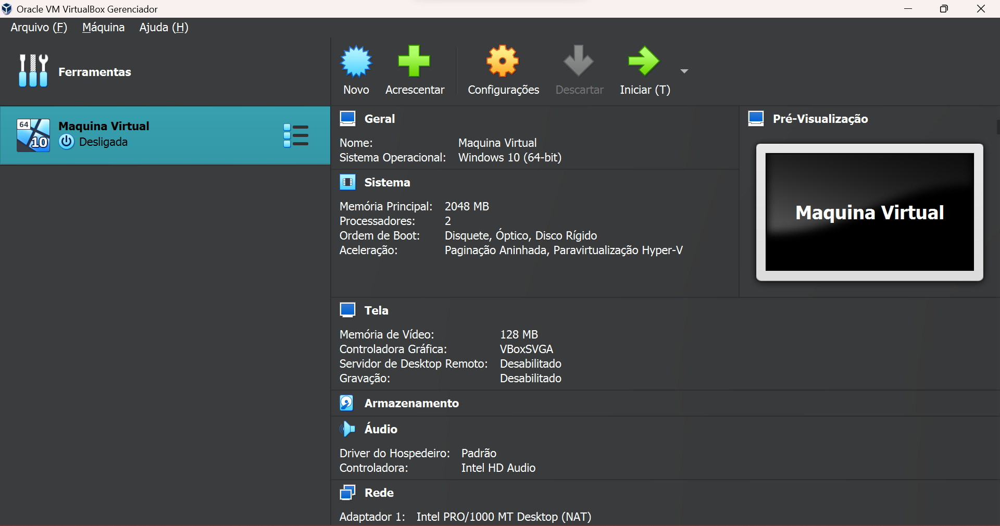 Oracle VM VirtualBox Gerenciador
Arquivo (F) Máquina Ajuda (H)
Ferramentas
Novo Acrescentar Configurações Descartar Iniciar (T)
64
10
Maquina Virtual
Desligada
Geral
Nome: Maquina Virtual
Sistema Operacional: Windows 10 (64-bit)
Sistema
Memória Principal: 2048 MB
Processadores: 2
Ordem de Boot: Disquete, Óptico, Disco Rígido
Aceleração: Paginação Aninhada, Paravirtualização Hyper-V
Pré-Visualização
Maquina Virtual
Tela
Memória de Vídeo: 128 MB
Controladora Gráfica: VBoxSVGA
Servidor de Desktop Remoto: Desabilitado
Gravação: Desabilitado
Armazenamento
Áudio
Driver do Hospedeiro: Padrão
Controladora: Intel HD Audio
Rede
Adaptador 1: Intel PRO/1000 MT Desktop (NAT)